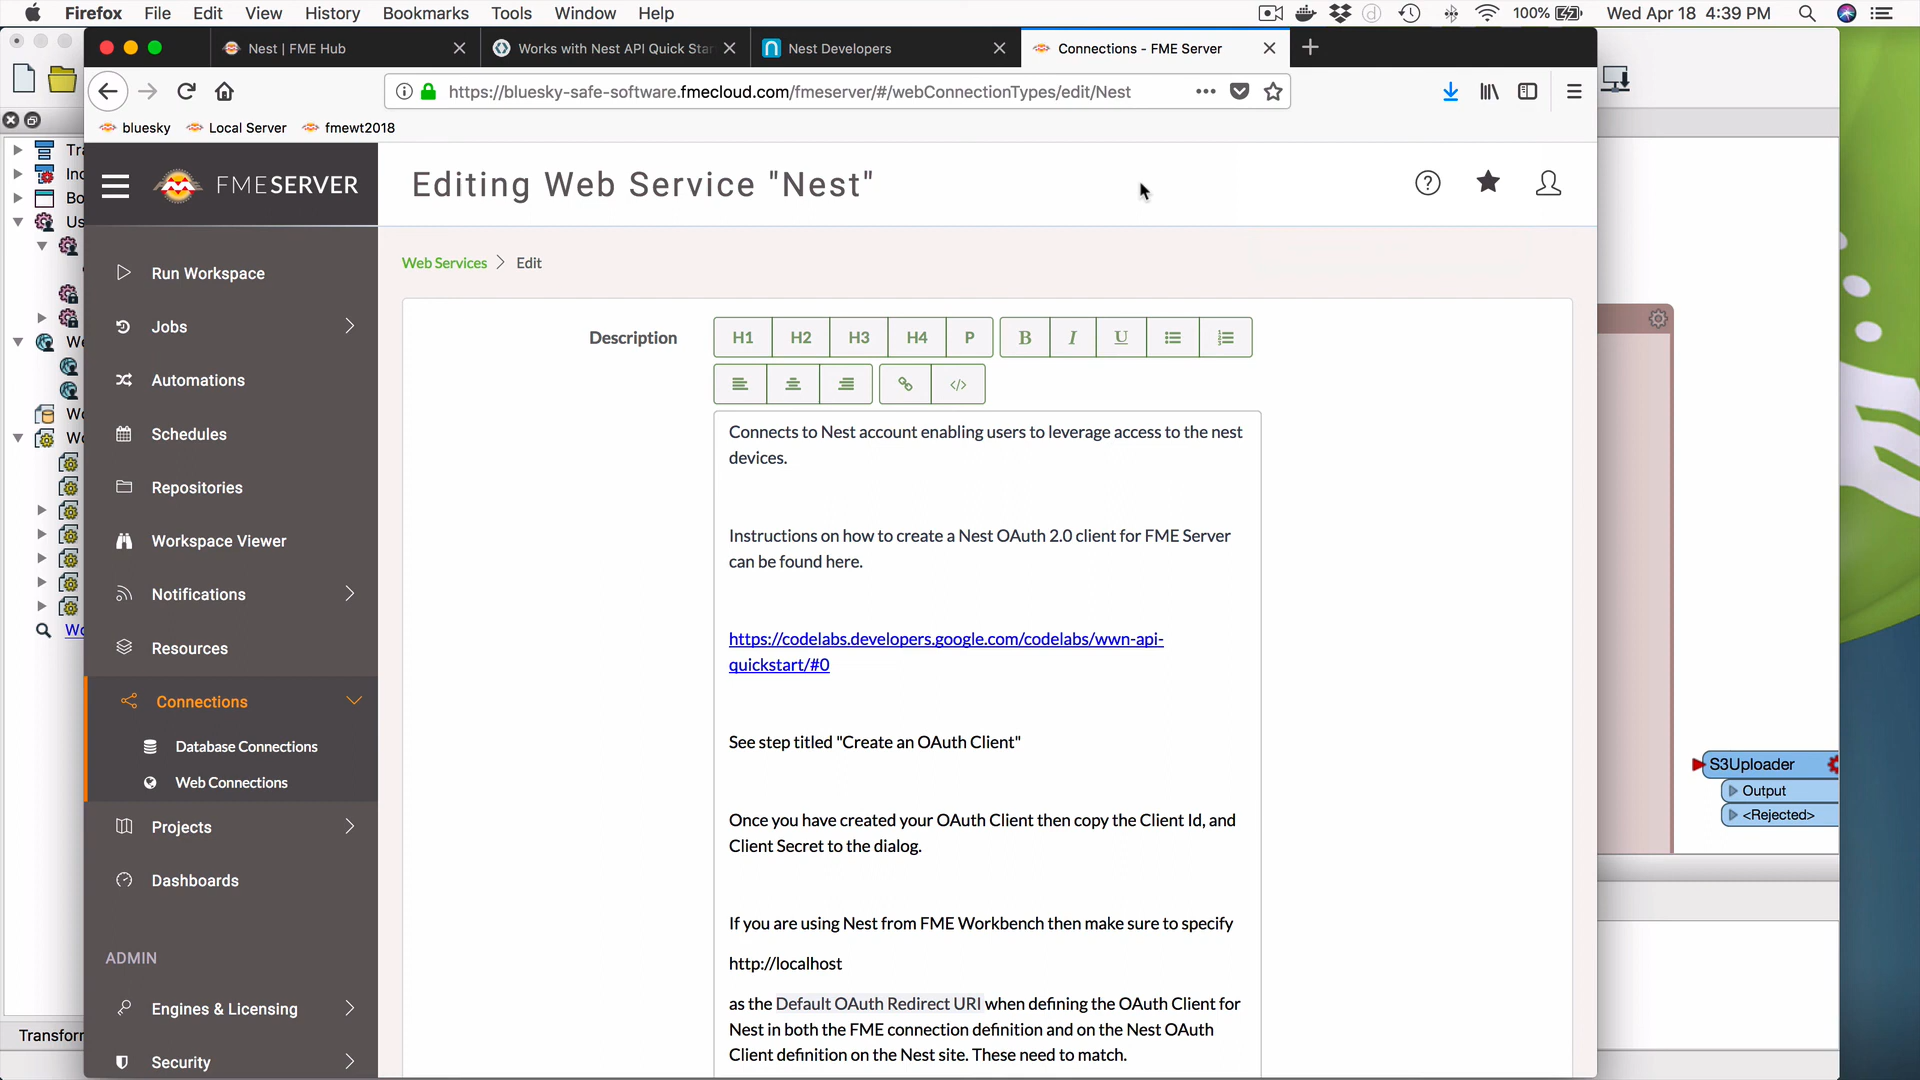 Firefox File Edit View History Bookmarks Tools Window Help 100% Wed Apr 18 4:39 PM
Nest | FME Hub
Works with Nest API Quick Star
Nest Developers
Connections - FME Server
https://bluesky-safe-software.fmecloud.com/fmeserver/#/webConnectionTypes/edit/Nest
bluesky Local Server fmewt2018
FMESERVER
Editing Web Service "Nest"
Web Services > Edit
Run Workspace
Jobs
Automations
Schedules
Repositories
Workspace Viewer
Notifications
Resources
Connections
Database Connections
Web Connections
Projects
Dashboards
ADMIN
Engines & Licensing
Security
Description
H1 H2 H3 H4 P B I U
</>
Connects to Nest account enabling users to leverage access to the nest
devices.
Instructions on how to create a Nest OAuth 2.0 client for FME Server
can be found here.
https://codelabs.developers.google.com/codelabs/wwn-api-
quickstart/#0
See step titled "Create an OAuth Client"
Once you have created your OAuth Client then copy the Client Id, and
Client Secret to the dialog.
If you are using Nest from FME Workbench then make sure to specify
http://localhost
as the Default OAuth Redirect URI when defining the OAuth Client for
Nest in both the FME connection definition and on the Nest OAuth
Client definition on the Nest site. These need to match.
Tra
Inc
Bo
Us
We
Wo
Wo
Wo
Transforr
S3Uploader
Output
<Rejected>